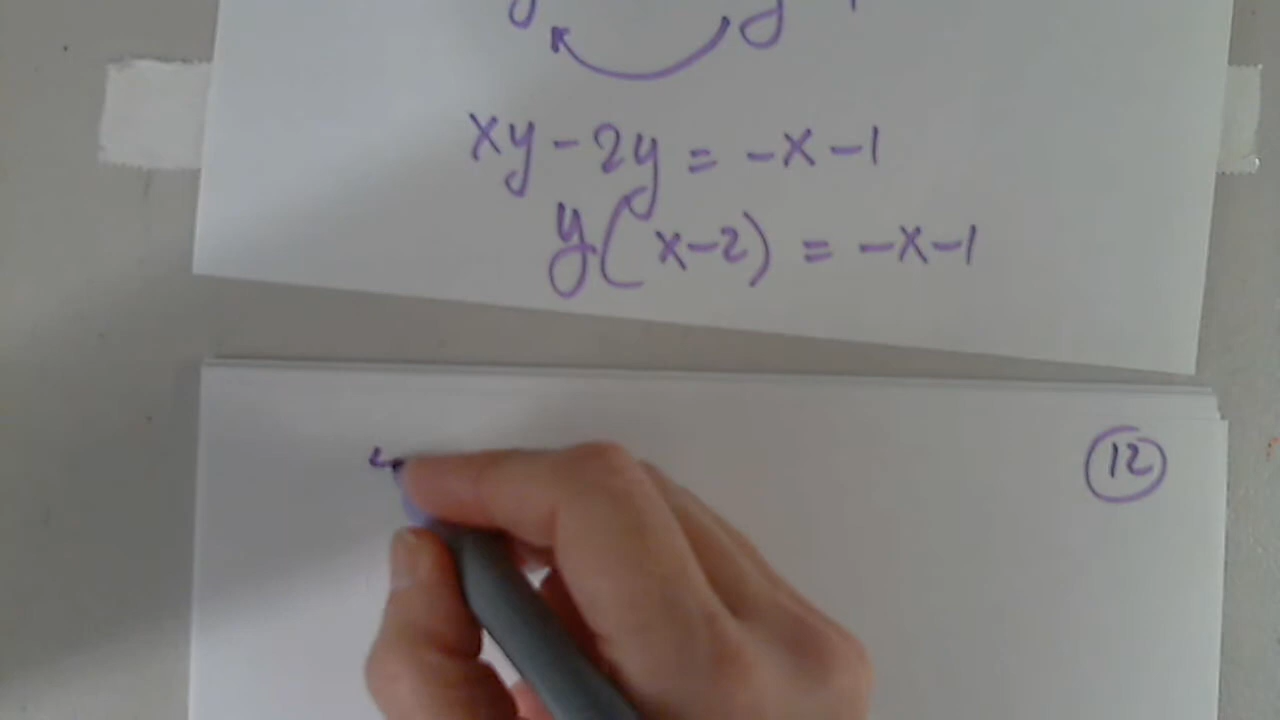 xy - 2y = -x - 1
y(x-2) = -x-1
12